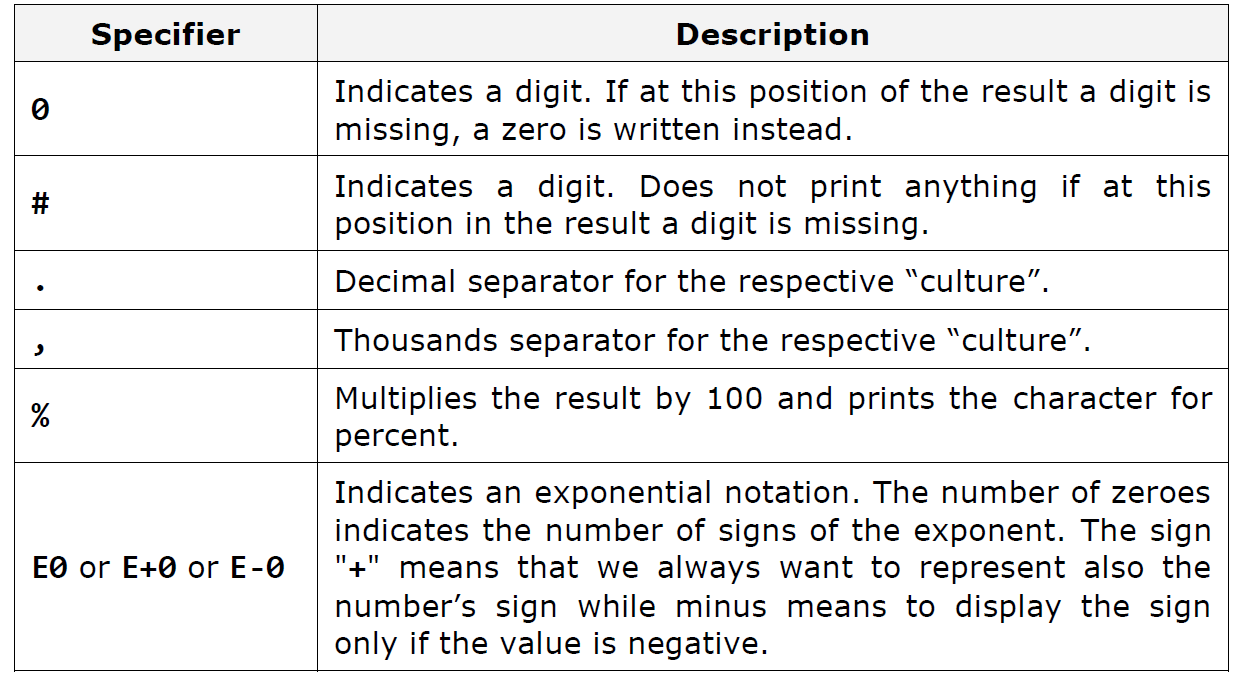 Specifier Description
0
Indicates a digit. If at this position of the result a digit is
missing, a zero is written instead.
#
Indicates a digit. Does not print anything if at this
position in the result a digit is missing.
.
Decimal separator for the respective “culture”.
,
Thousands separator for the respective “culture”.
%
Multiplies the result by 100 and prints the character for
percent.
E0 or E+0 or E-0
Indicates an exponential notation. The number of zeroes
indicates the number of signs of the exponent. The sign
"+" means that we always want to represent also the
number’s sign while minus means to display the sign
only if the value is negative.